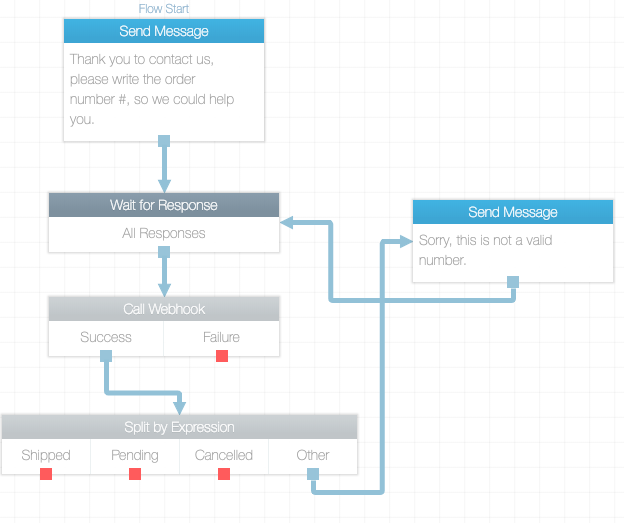 Flow Start
Send Message
Thank you to contact us,
please write the order
number #, so we could help
you.
Wait for Response
All Responses
Send Message
Sorry, this is not a valid
number.
Call Webhook
Success
Failure
Split by Expression
Shipped
Pending
Cancelled
Other